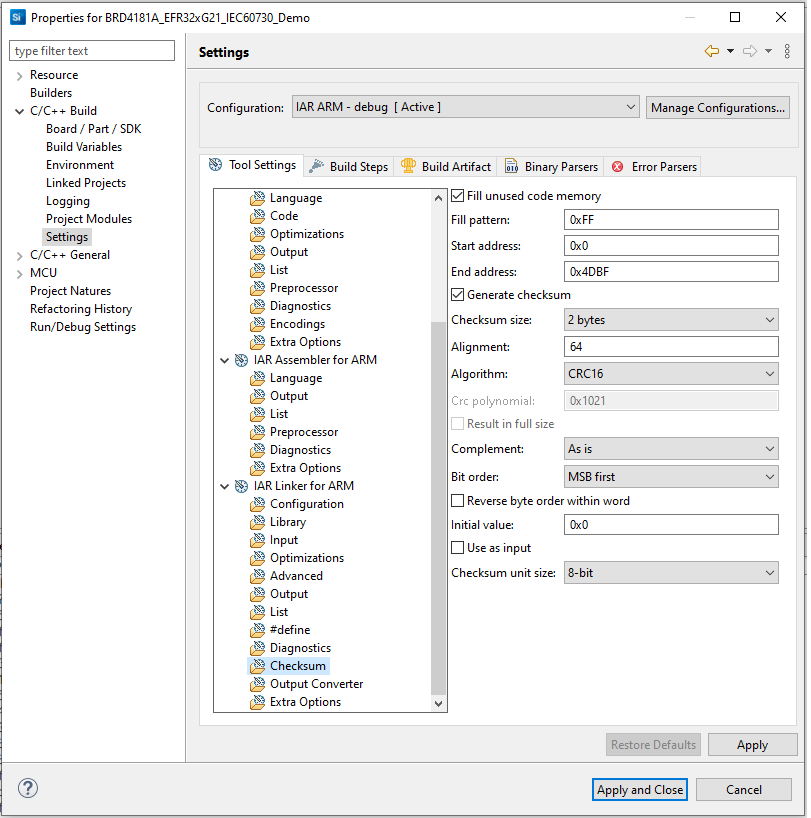 Si
Properties for BRD4181A_EFR32xG21_IEC60730_Demo
type filter text
Resource
Builders
C/C++ Build
Board / Part / SDK
Build Variables
Environment
Linked Projects
Logging
Project Modules
Settings
C/C++ General
MCU
Project Natures
Refactoring History
Run/Debug Settings
Settings
Configuration: IAR ARM - debug [ Active ] Manage Configurations...
Tool Settings Build Steps Build Artifact Binary Parsers Error Parsers
Language
Code
Optimizations
Output
List
Preprocessor
Diagnostics
Encodings
Extra Options
IAR Assembler for ARM
Language
Output
List
Preprocessor
Diagnostics
Extra Options
IAR Linker for ARM
Configuration
Library
Input
Optimizations
Advanced
Output
List
#define
Diagnostics
Checksum
Output Converter
Extra Options
Fill unused code memory
Fill pattern: 0xFF
Start address: 0x0
End address: 0x4DBF
Generate checksum
Checksum size: 2 bytes
Alignment: 64
Algorithm: CRC16
Crc polynomial: 0x1021
Result in full size
Complement: As is
Bit order: MSB first
Reverse byte order within word
Initial value: 0x0
Use as input
Checksum unit size: 8-bit
Restore Defaults Apply
? Apply and Close Cancel